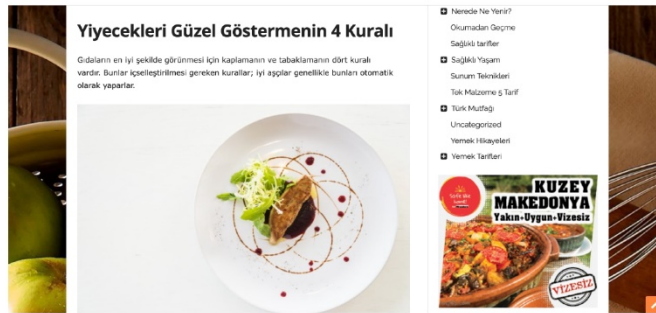 Yiyecekleri Güzel Göstermenin 4 Kuralı
Gıdaların en iyi şekilde görünmesi için kaplamanın ve tabaklamanın dört kuralı
vardır. Bunlar içselleştirilmesi gereken kurallar; iyi aşçılar genellikle bunları otomatik
olarak yaparlar.
Nerede Ne Yenir?
Okumadan Geçme
Sağlıklı tarifler
Sağlıklı Yaşam
Sunum Teknikleri
Tek Malzeme 5 Tarif
Türk Mutfağı
Uncategorized
Yemek Hikayeleri
Yemek Tarifleri
KUZEY
MAKEDONYA
Yakın•Uygun•Vizesiz
VİZESİZ